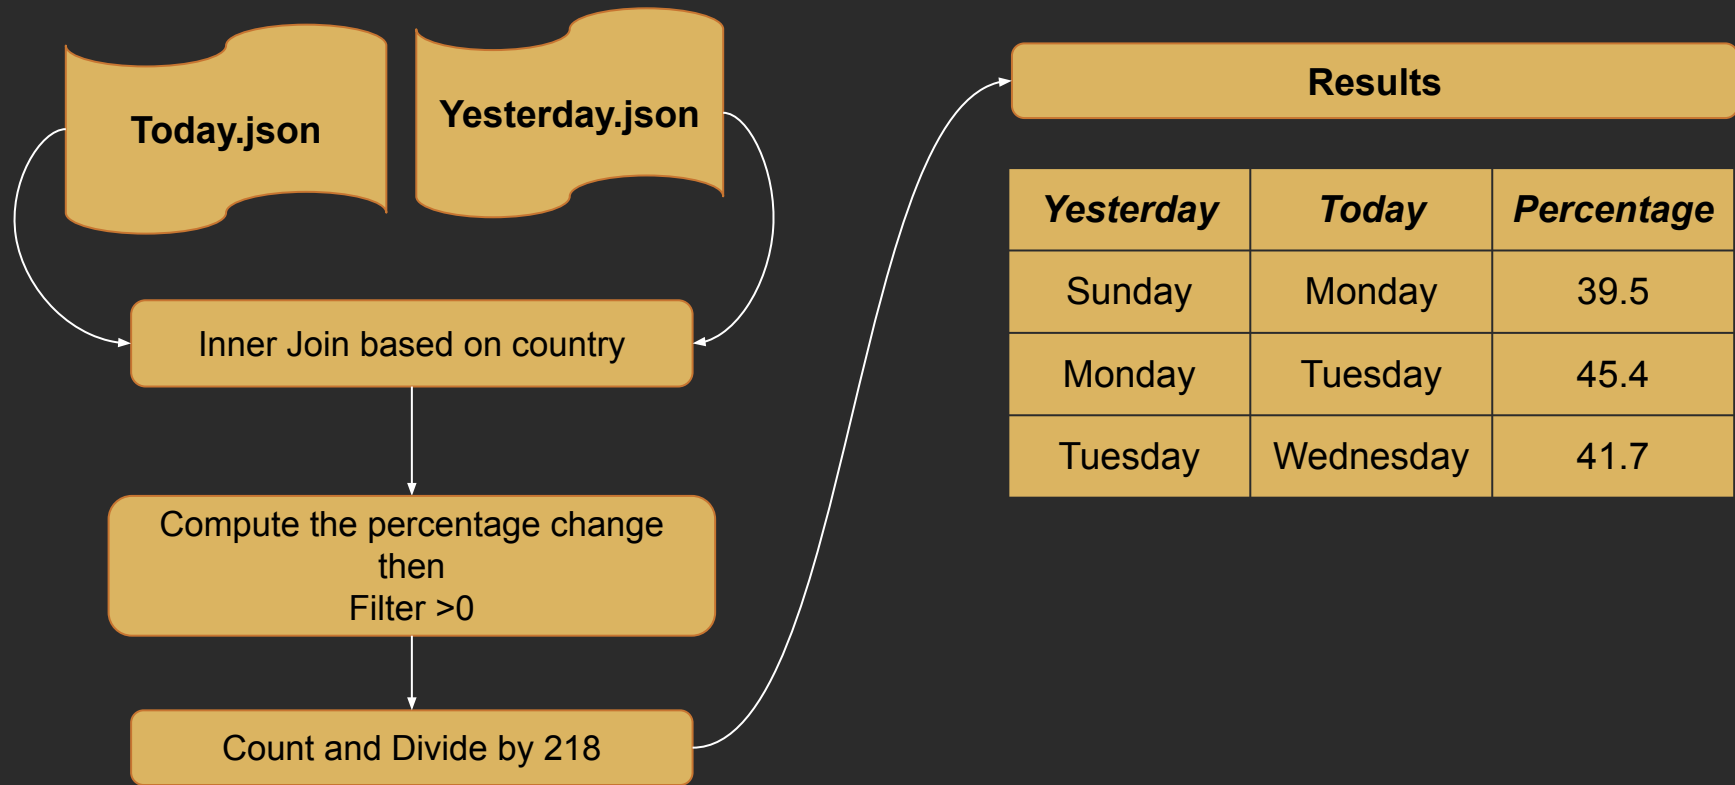 Today.json
Yesterday.json
Inner Join based on country
Compute the percentage change
then
Filter >0
Count and Divide by 218
Results
Yesterday Today Percentage
Sunday Monday 39.5
Monday Tuesday 45.4
Tuesday Wednesday 41.7